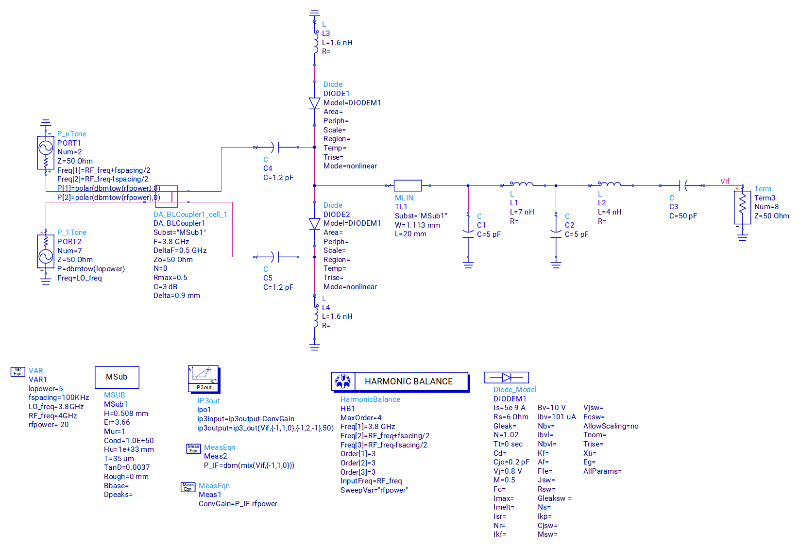 L
L3
L=1.6 nH
R=
Diode
DIODE1
Model=DIODEM1
Area=
Periph=
Scale=
Region=
Temp=
Trise=
Mode=nonlinear
P_nTone
PORT1
Num=2
Z=50 Ohm
Freq[1]=RF_freq+fspacing/2
Freq[2]=RF_freq-fspacing/2
P[1]=polar(dbmtow(rfpower),0)
P[2]=polar(dbmtow(rfpower),0)
C
C4
C=1.2 pF
MLIN
TL1
Subst="MSub1"
W=1.113 mm
L=20 mm
L
L1
L=7 nH
R=
L
L2
L=4 nH
R=
C
C3
C=50 pF
Vif
Term
Term3
Num=8
Z=50 Ohm
C
C1
C=5 pF
C
C2
C=5 pF
P_1Tone
PORT2
Num=7
Z=50 Ohm
P=dbmtow(lopower)
Freq=LO_freq
DA_BLCoupler1_cell_1
DA_BLCoupler1
Subst="MSub1"
F=3.8 GHz
DeltaF=0.5 GHz
Zo=50 Ohm
N=0
Rmax=0.5
C=3 dB
Delta=0.9 mm
C
C5
C=1.2 pF
Diode
DIODE2
Model=DIODEM1
Area=
Periph=
Scale=
Region=
Temp=
Trise=
Mode=nonlinear
L
L4
L=1.6 nH
R=
Var
Eqn
VAR
VAR1
lopower=5
fspacing=100KHz
LO_freq=3.8GHz
RF_freq=4GHz
rfpower=-20
MSub
MSUB
MSub1
H=0.508 mm
Er=3.66
Mur=1
Cond=1.0E+50
Hu=1e+33 mm
T=35 um
TanD=0.0037
Rough=0 mm
Bbase=
Dpeaks=
P3out
IP3out
ipo1
ip3input=ip3output-ConvGain
ip3output=ip3_out(Vif,{-1,1,0},{-1,2,-1},50)
Meas
Eqn
MeasEqn
Meas2
P_IF=dbm(mix(Vif,{-1,1,0}))
Meas
Eqn
MeasEqn
Meas1
ConvGain=P_IF-rfpower
HARMONIC BALANCE
HarmonicBalance
HB1
MaxOrder=4
Freq[1]=3.8 GHz
Freq[2]=RF_freq+fspacing/2
Freq[3]=RF_freq-fspacing/2
Order[1]=3
Order[2]=3
Order[3]=3
InputFreq=RF_freq
SweepVar="rfpower"
Diode_Model
DIODEM1
Is=5e-9 A
Rs=6 Ohm
Gleak=
N=1.02
Tt=0 sec
Cd=
Cjo=0.2 pF
Vj=0.8 V
M=0.5
Fc=
Imax=
Imelt=
Isr=
Nr=
Ikf=
Bv=10 V
Ibv=101 uA
Nbv=
Ibvl=
Nbvl=
Kf=
Af=
Ffe=
Jsw=
Rsw=
Gleaksw =
Ns=
Ikp=
Cjsw=
Msw=
Vjsw=
Fcsw=
AllowScaling=no
Tnom=
Trise=
Xti=
Eg=
AllParams=